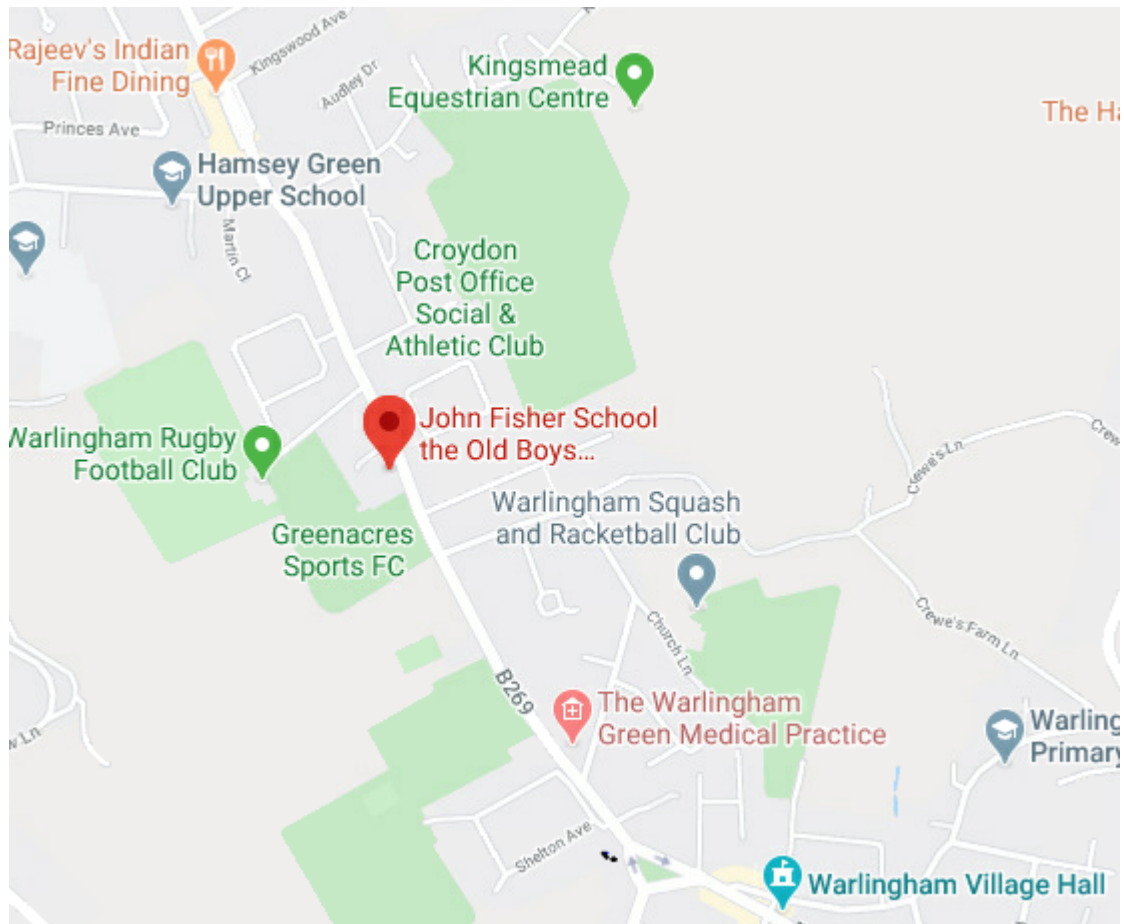 Rajeev's Indian
Fine Dining
Kingswood Ave
Kingsmead
Equestrian Centre
Audley Dr
The Ha
Princes Ave
Hamsey Green
Upper School
Martin Cl
Croydon
Post Office
Social &
Athletic Club
John Fisher School
the Old Boys...
Warlingham Rugby
Football Club
Crewe's Ln
Crewe
Warlingham Squash
and Racketball Club
Greenacres
Sports FC
Church Ln
Crewe's Farm Ln
B269
The Warlingham
Green Medical Practice
w Ln
Warling
Primary
Shelton Ave
Warlingham Village Hall